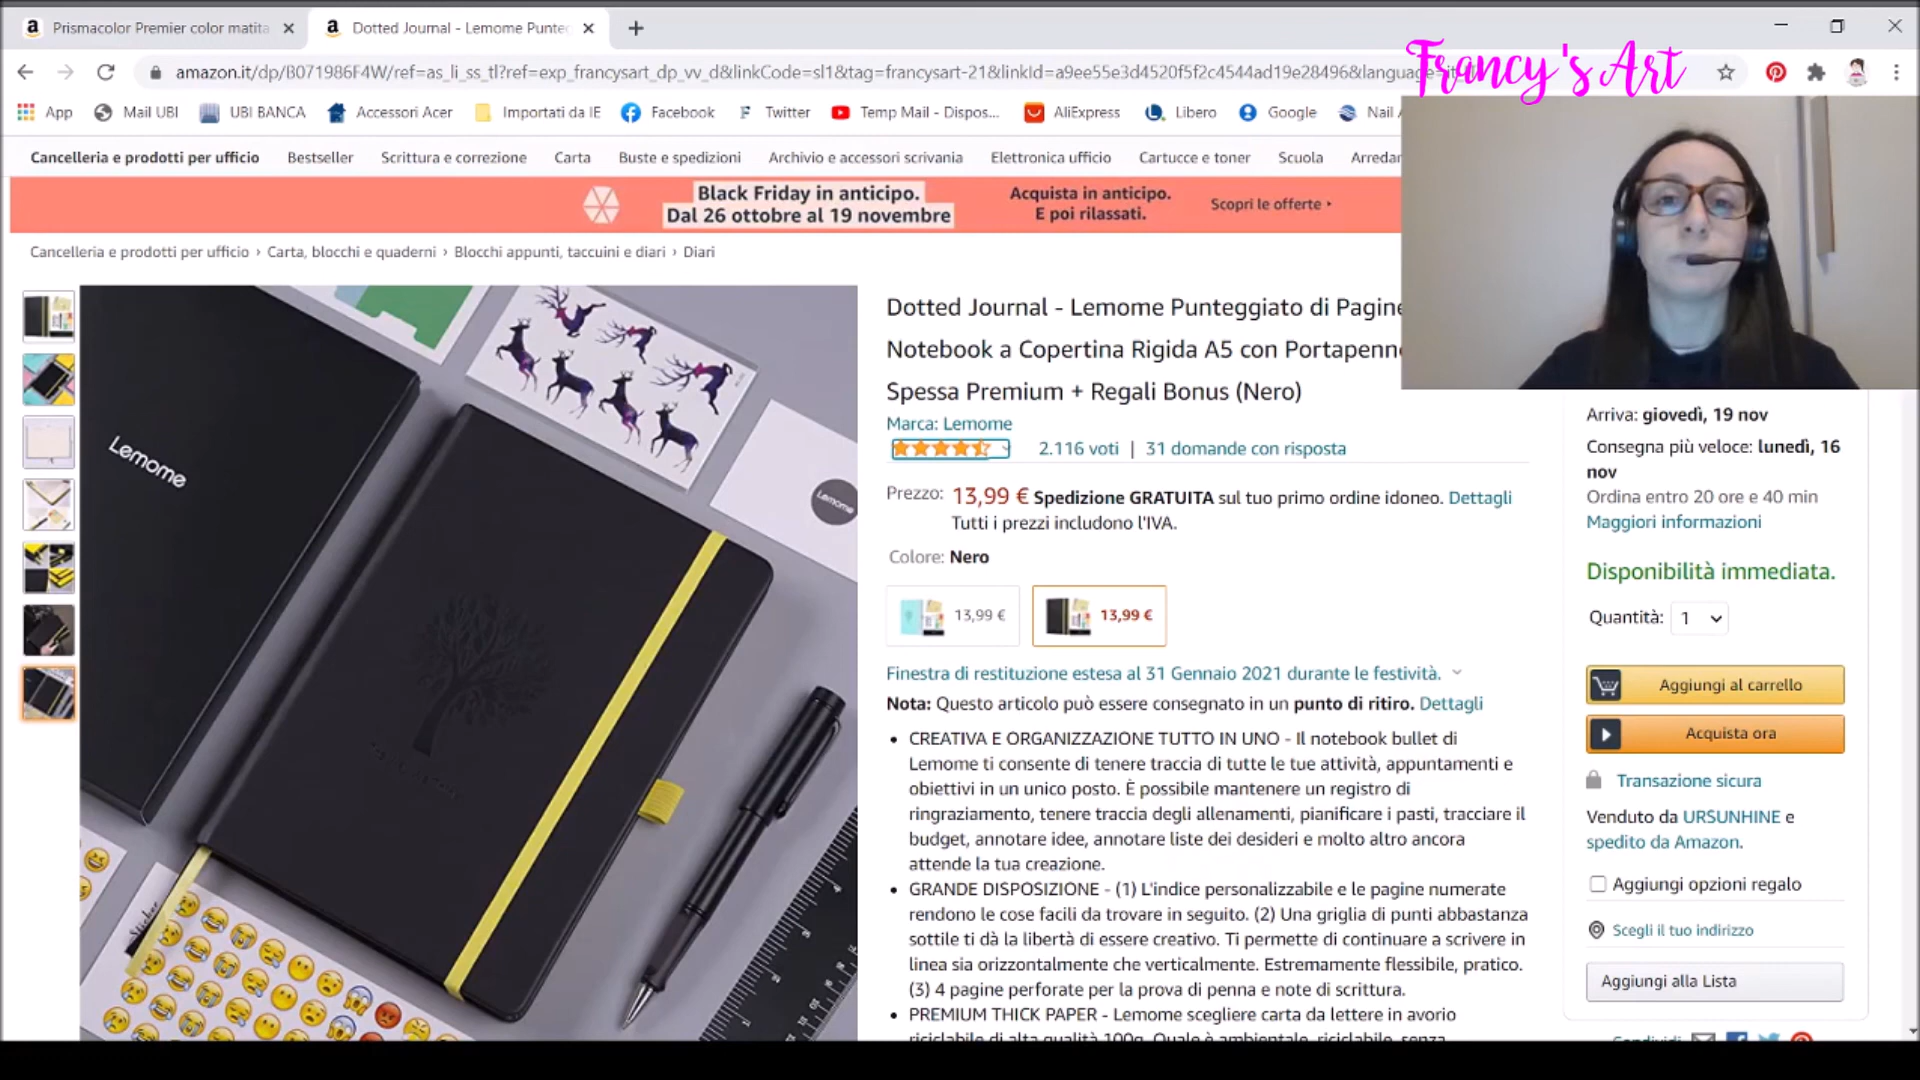 Prismacolor Premier color matita
Dotted Journal - Lemome Punteg
amazon.it/dp/B071986F4W/ref=as_li_ss_tl?ref=exp_francysart_dp_vv_d&linkCode=sl1&tag=francysart-21&linkId=a9ee55e3d4520f5f2c4544ad19e28496&language=
Francy's Art
App
Mail UBI
UBI BANCA
Accessori Acer
Importati da IE
Facebook
Twitter
Temp Mail - Dispos...
AliExpress
Libero
Google
Nail
Cancelleria e prodotti per ufficio
Bestseller
Scrittura e correzione
Carta
Buste e spedizioni
Archivio e accessori scrivania
Elettronica ufficio
Cartucce e toner
Scuola
Arredar
Black Friday in anticipo.
Dal 26 ottobre al 19 novembre
Acquista in anticipo.
E poi rilassati.
Scopri le offerte
Cancelleria e prodotti per ufficio › Carta, blocchi e quaderni › Blocchi appunti, taccuini e diari › Diari
Lemome
Lemome
Sticker
Dotted Journal - Lemome Punteggiato di Pagine
Notebook a Copertina Rigida A5 con Portapenne
Spessa Premium + Regali Bonus (Nero)
Marca: Lemome
2.116 voti | 31 domande con risposta
Prezzo: 13,99 € Spedizione GRATUITA sul tuo primo ordine idoneo. Dettagli
Tutti i prezzi includono l'IVA.
Colore: Nero
13,99 €
13,99 €
Finestra di restituzione estesa al 31 Gennaio 2021 durante le festività.
Nota: Questo articolo può essere consegnato in un punto di ritiro. Dettagli
• CREATIVA E ORGANIZZAZIONE TUTTO IN UNO - Il notebook bullet di
Lemome ti consente di tenere traccia di tutte le tue attività, appuntamenti e
obiettivi in un unico posto. È possibile mantenere un registro di
ringraziamento, tenere traccia degli allenamenti, pianificare i pasti, tracciare il
budget, annotare idee, annotare liste dei desideri e molto altro ancora
attende la tua creazione.
• GRANDE DISPOSIZIONE - (1) L'indice personalizzabile e le pagine numerate
rendono le cose facili da trovare in seguito. (2) Una griglia di punti abbastanza
sottile ti dà la libertà di essere creativo. Ti permette di continuare a scrivere in
linea sia orizzontalmente che verticalmente. Estremamente flessibile, pratico.
(3) 4 pagine perforate per la prova di penna e note di scrittura.
• PREMIUM THICK PAPER - Lemome scegliere carta da lettere in avorio
riciclabile di alta qualità 100g. Quale è ambientale, riciclabile, senza
Arriva: giovedì, 19 nov
Consegna più veloce: lunedì, 16
nov
Ordina entro 20 ore e 40 min
Maggiori informazioni
Disponibilità immediata.
Quantità: 1
Aggiungi al carrello
Acquista ora
Transazione sicura
Venduto da URSUNHINE e
spedito da Amazon.
Aggiungi opzioni regalo
Scegli il tuo indirizzo
Aggiungi alla Lista
Condividi